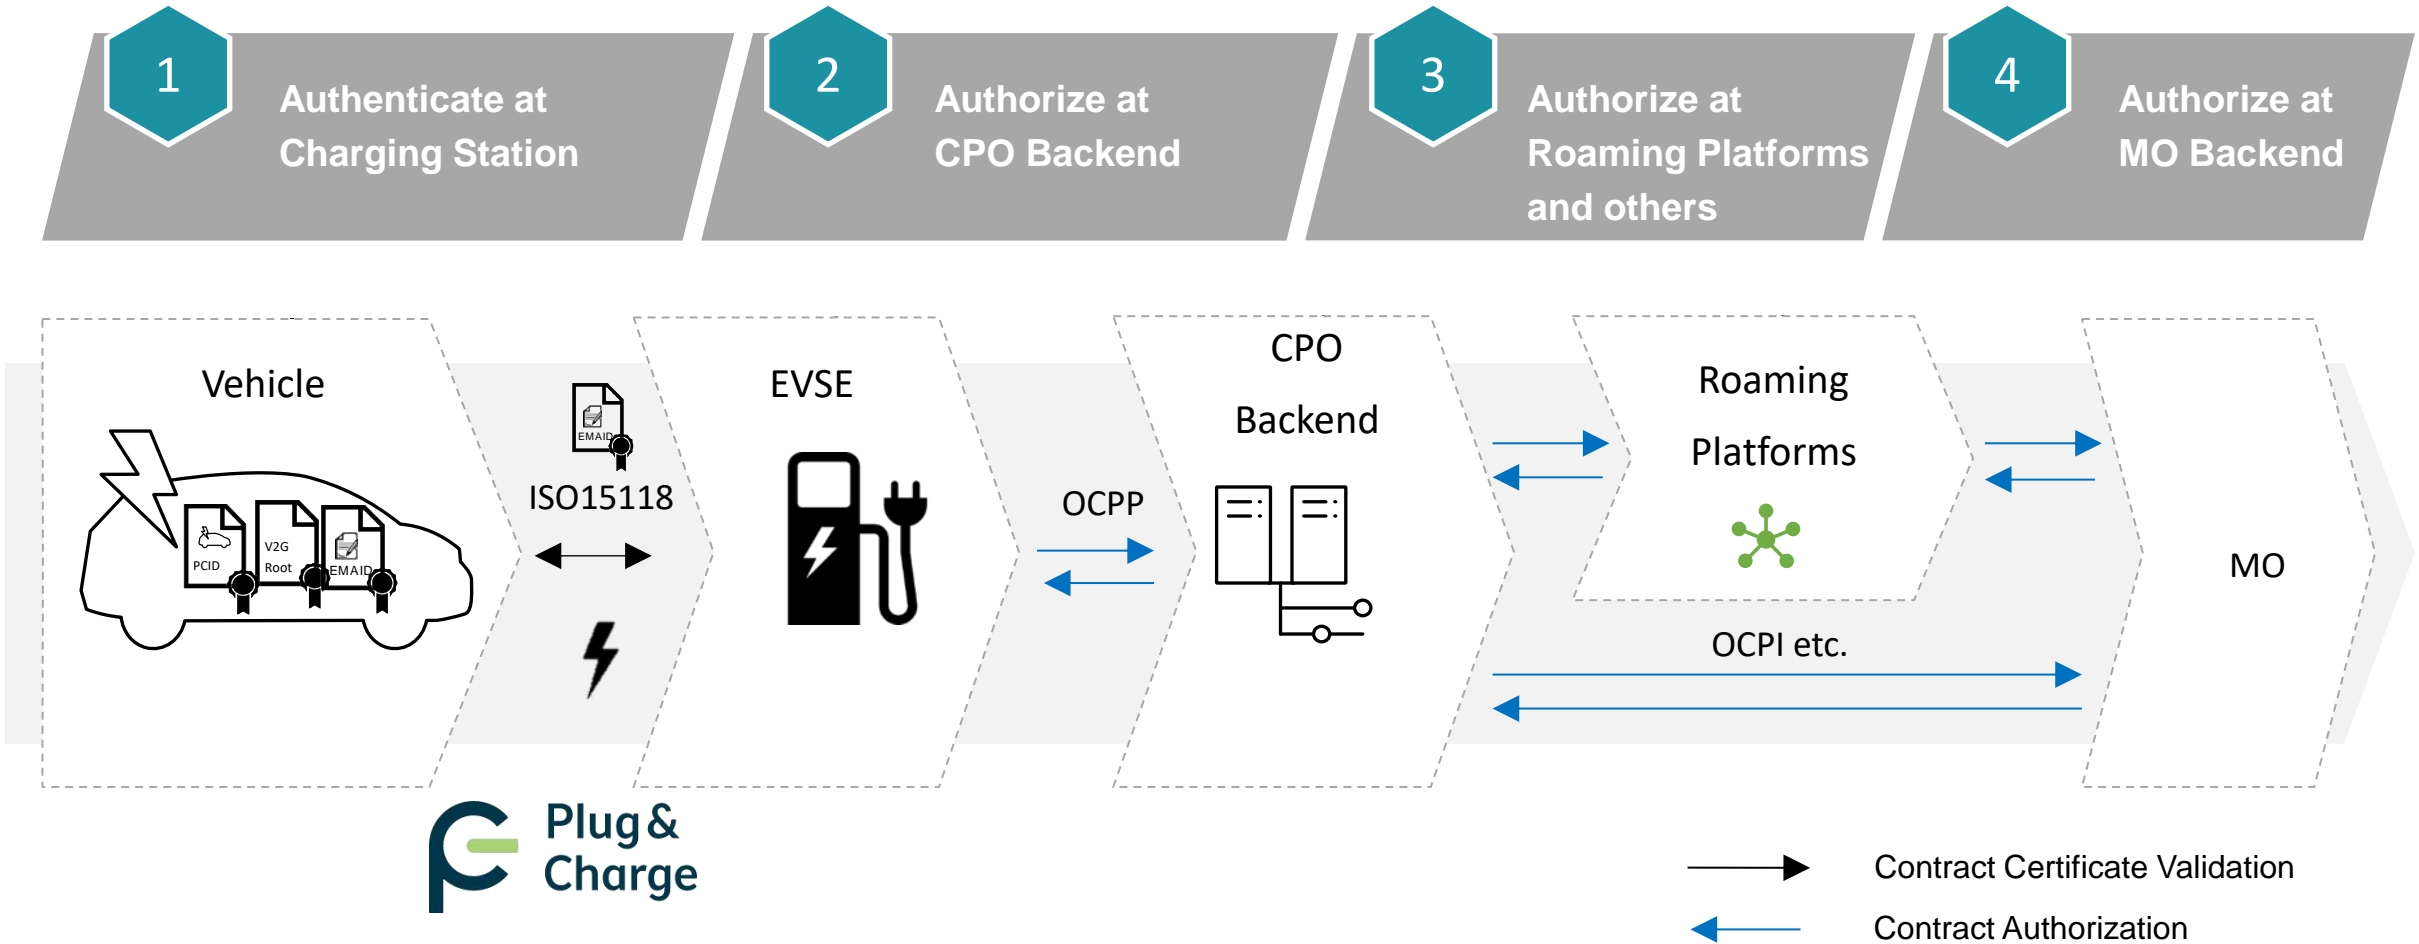 1
Authenticate at
Charging Station
2
Authorize at
CPO Backend
3
Authorize at
Roaming Platforms
and others
4
Authorize at
MO Backend
Vehicle
PCID
V2G
Root
EMAID
EMAID
ISO15118
EVSE
OCPP
CPO
Backend
Roaming
Platforms
OCPI etc.
MO
Plug &
Charge
Contract Certificate Validation
Contract Authorization